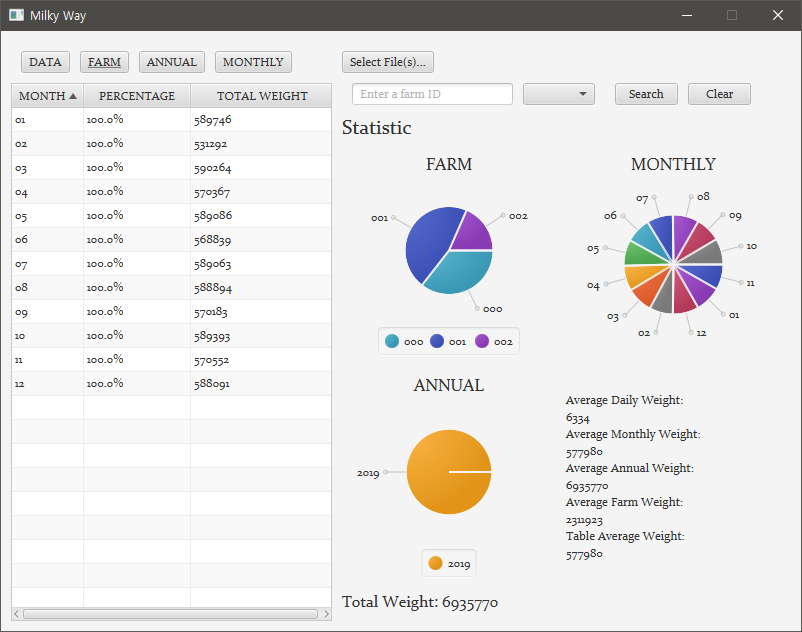 Milky Way
DATA FARM ANNUAL MONTHLY Select File(s)...
Enter a farm ID Search Clear
MONTH PERCENTAGE TOTAL WEIGHT
01 100.0% 589746
02 100.0% 531292
03 100.0% 590264
04 100.0% 570367
05 100.0% 589086
06 100.0% 568839
07 100.0% 589063
08 100.0% 588894
09 100.0% 570183
10 100.0% 589393
11 100.0% 570552
12 100.0% 588091
Statistic
FARM
001
002
000
000 001 002
MONTHLY
07 08
06 09
05 10
04 11
03 01
02 12
ANNUAL
2019
2019
Average Daily Weight:
6334
Average Monthly Weight:
577980
Average Annual Weight:
6935770
Average Farm Weight:
2311923
Table Average Weight:
577980
Total Weight: 6935770